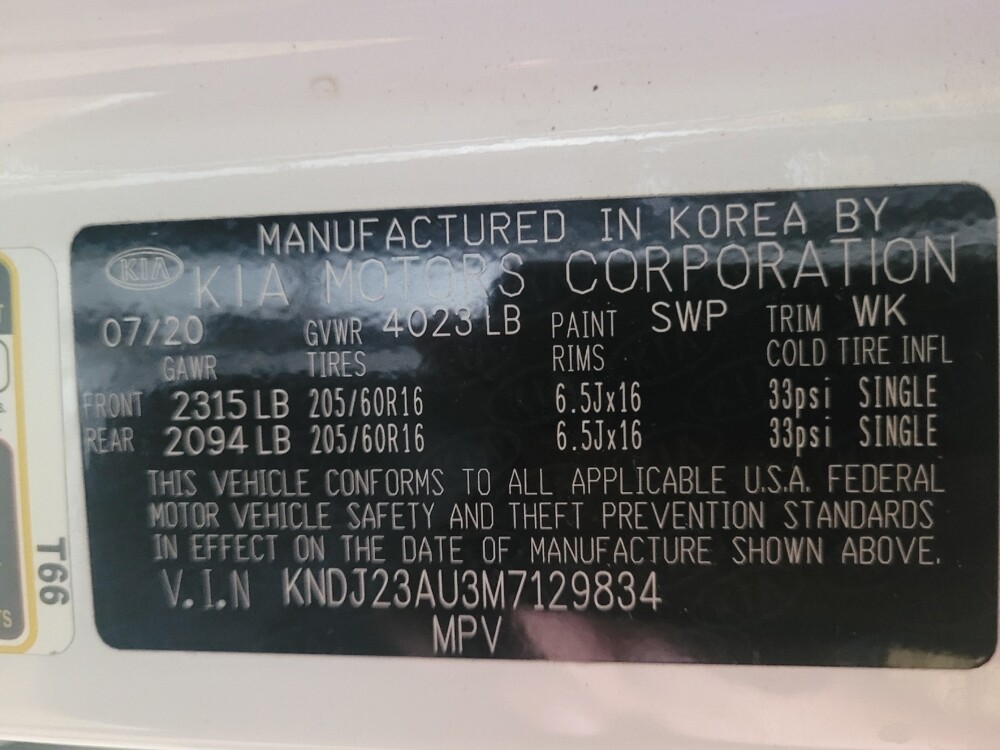 MANUFACTURED IN KOREA BY
KIA KIA MOTORS CORPORATION
07/20 GVWR 4023 LB PAINT SWP TRIM WK
GAWR TIRES RIMS COLD TIRE INFL
FRONT 2315 LB 205/60R16 6.5Jx16 33psi SINGLE
REAR 2094 LB 205/60R16 6.5Jx16 33psi SINGLE
THIS VEHICLE CONFORMS TO ALL APPLICABLE U.S.A. FEDERAL
MOTOR VEHICLE SAFETY AND THEFT PREVENTION STANDARDS
IN EFFECT ON THE DATE OF MANUFACTURE SHOWN ABOVE.
V.I.N KNDJ23AU3M7129834
MPV
T66